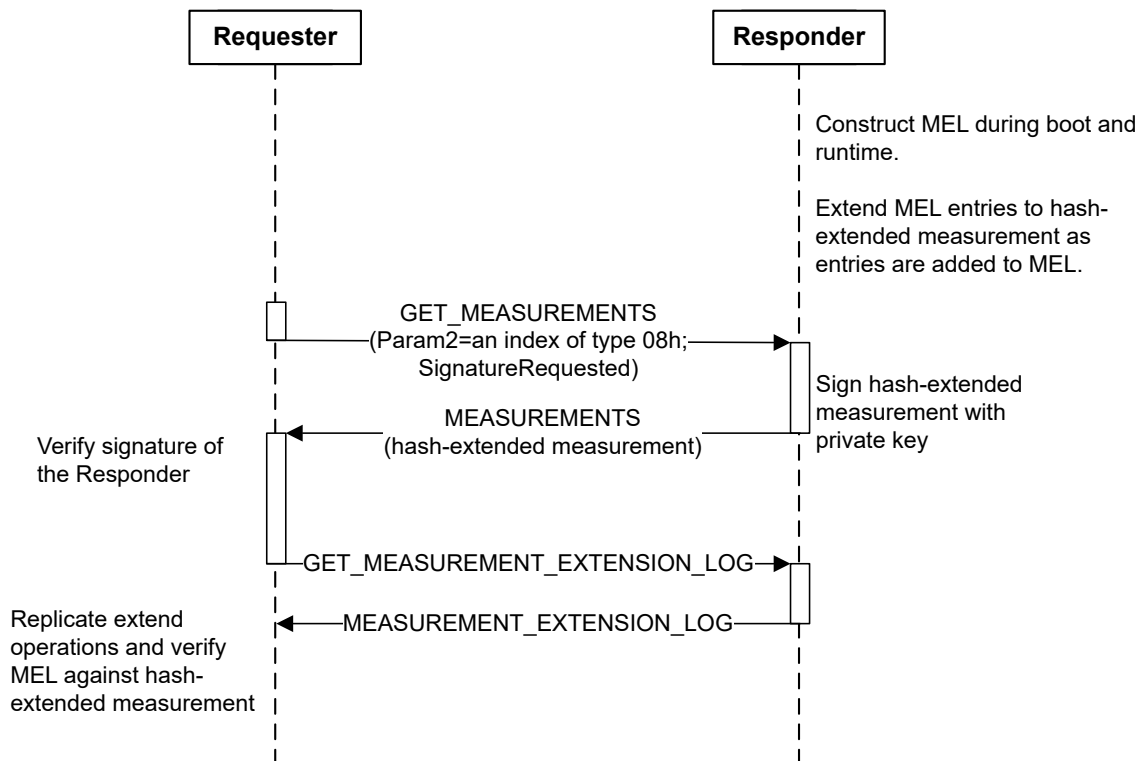 Requester
Responder
Construct MEL during boot and
runtime.
Extend MEL entries to hash-
extended measurement as
entries are added to MEL.
GET_MEASUREMENTS
(Param2=an index of type 08h;
SignatureRequested)
Sign hash-extended
measurement with
private key
MEASUREMENTS
(hash-extended measurement)
Verify signature of
the Responder
GET_MEASUREMENT_EXTENSION_LOG
MEASUREMENT_EXTENSION_LOG
Replicate extend
operations and verify
MEL against hash-
extended measurement